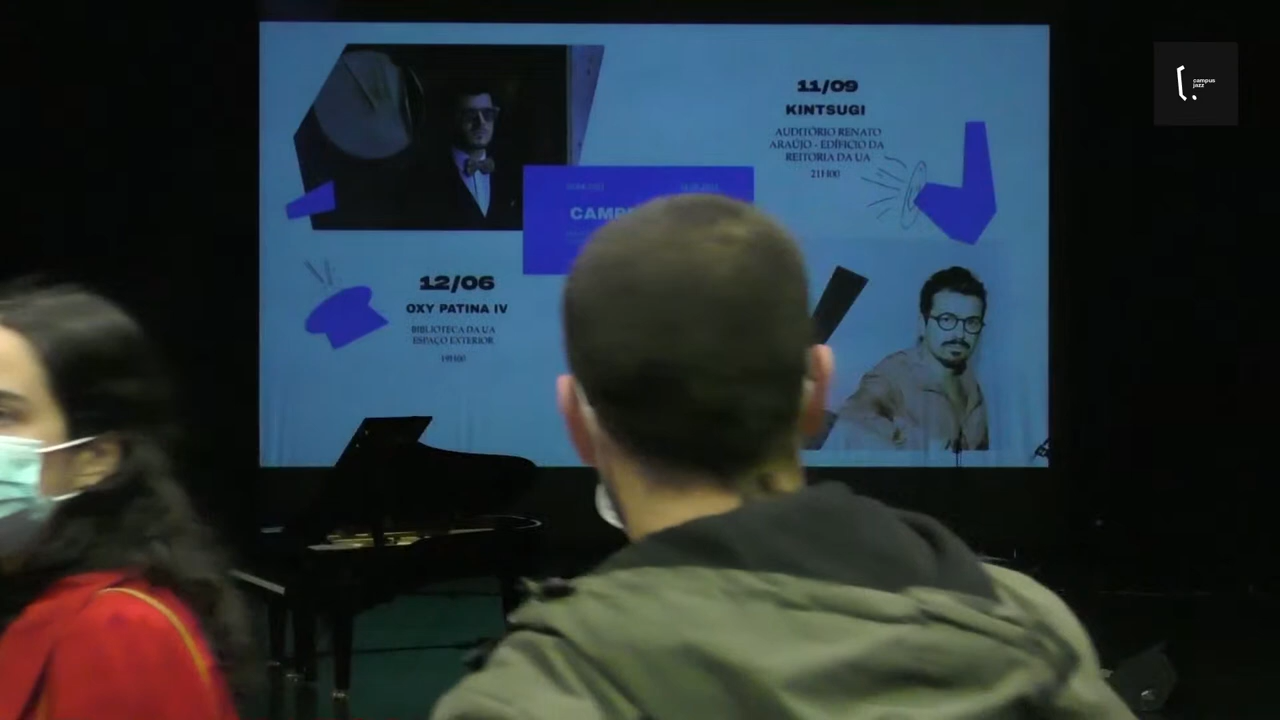 11/09
KINTSUGI
AUDITÓRIO RENATO
ARAÚJO - EDÍFICIO DA
REITORIA DA UA
21H00
12/06
OXY PATINA IV
BIBLIOTECA DA UA
ESPAÇO EXTERIOR
19H00
campus
jazz